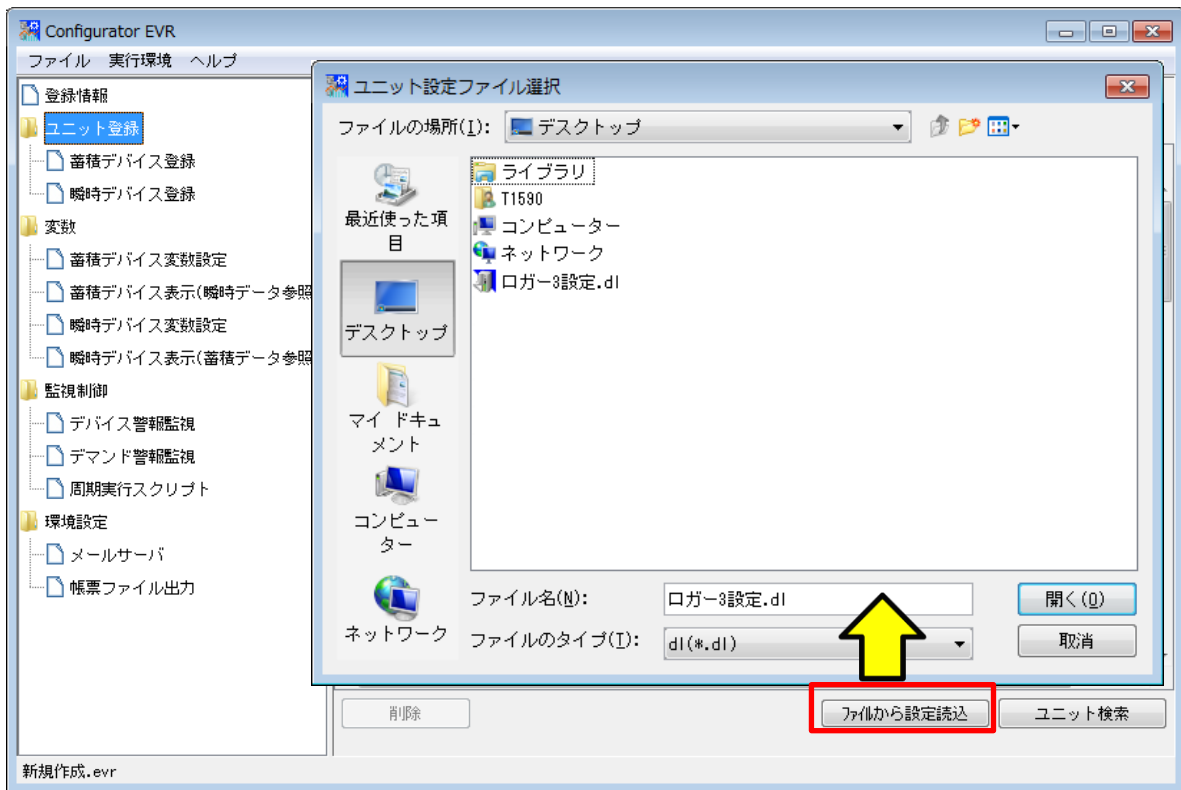 Configurator EVR
ファイル 実行環境 ヘルプ
登録情報
ユニット登録
蓄積デバイス登録
瞬時デバイス登録
変数
蓄積デバイス変数設定
蓄積デバイス表示(瞬時データ参照
瞬時デバイス変数設定
瞬時デバイス表示(蓄積データ参照
監視制御
デバイス警報監視
デマンド警報監視
周期実行スクリプト
環境設定
メールサーバ
帳票ファイル出力
ユニット設定ファイル選択
ファイルの場所(I): デスクトップ
最近使った項
目
デスクトップ
マイ ドキュ
メント
コンピュー
ター
ネットワーク
ライブラリ
T1590
コンピューター
ネットワーク
ロガー3設定.dl
ファイル名(N): ロガー3設定.dl 開く(O)
ファイルのタイプ(T): dl(*.dl) 取消
削除 ファイルから設定読込 ユニット検索
新規作成.evr